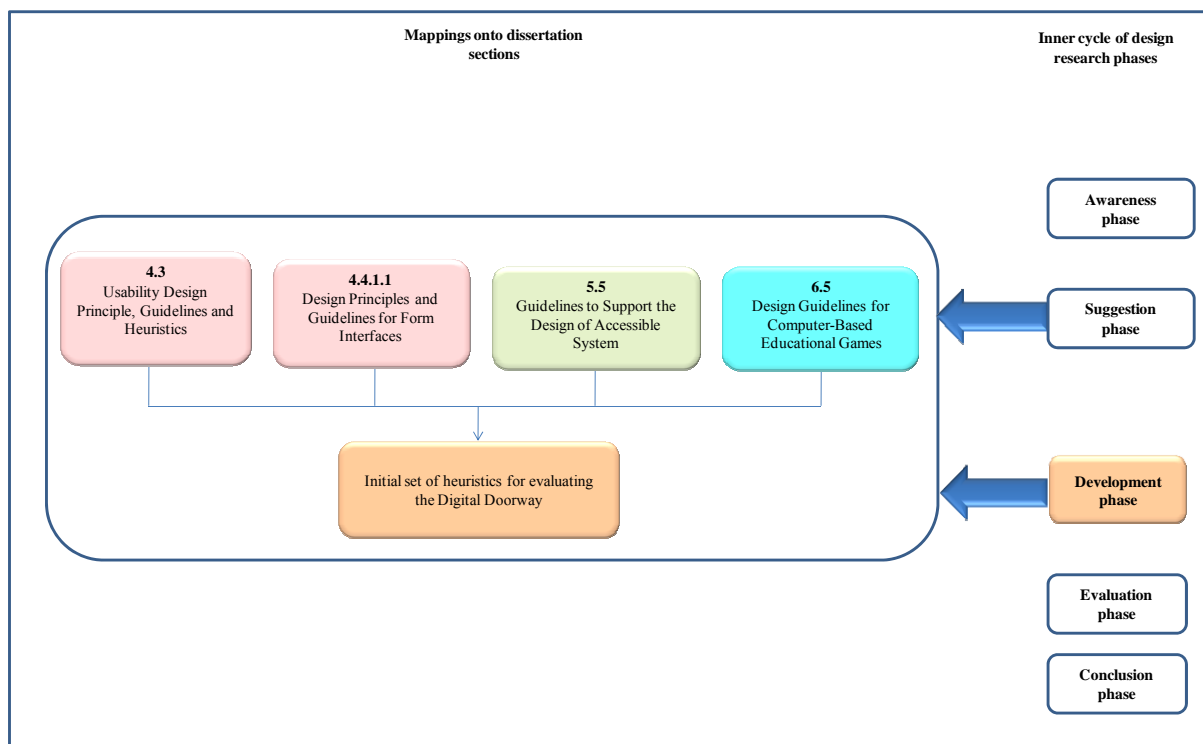 Mappings onto dissertation
sections
Inner cycle of design
research phases
Awareness
phase
4.3
Usability Design
Principle, Guidelines and
Heuristics
4.4.1.1
Design Principles and
Guidelines for Form
Interfaces
5.5
Guidelines to Support the
Design of Accessible
System
6.5
Design Guidelines for
Computer-Based
Educational Games
Suggestion
phase
Initial set of heuristics for evaluating
the Digital Doorway
Development
phase
Evaluation
phase
Conclusion
phase